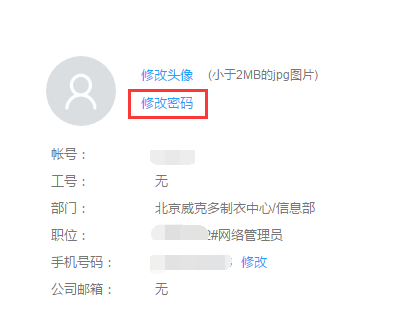 修改头像 (小于2MB的jpg图片)
修改密码
帐号：
工号： 无
部门： 北京威克多制衣中心/信息部
职位： 2#网络管理员
手机号码： 修改
公司邮箱： 无